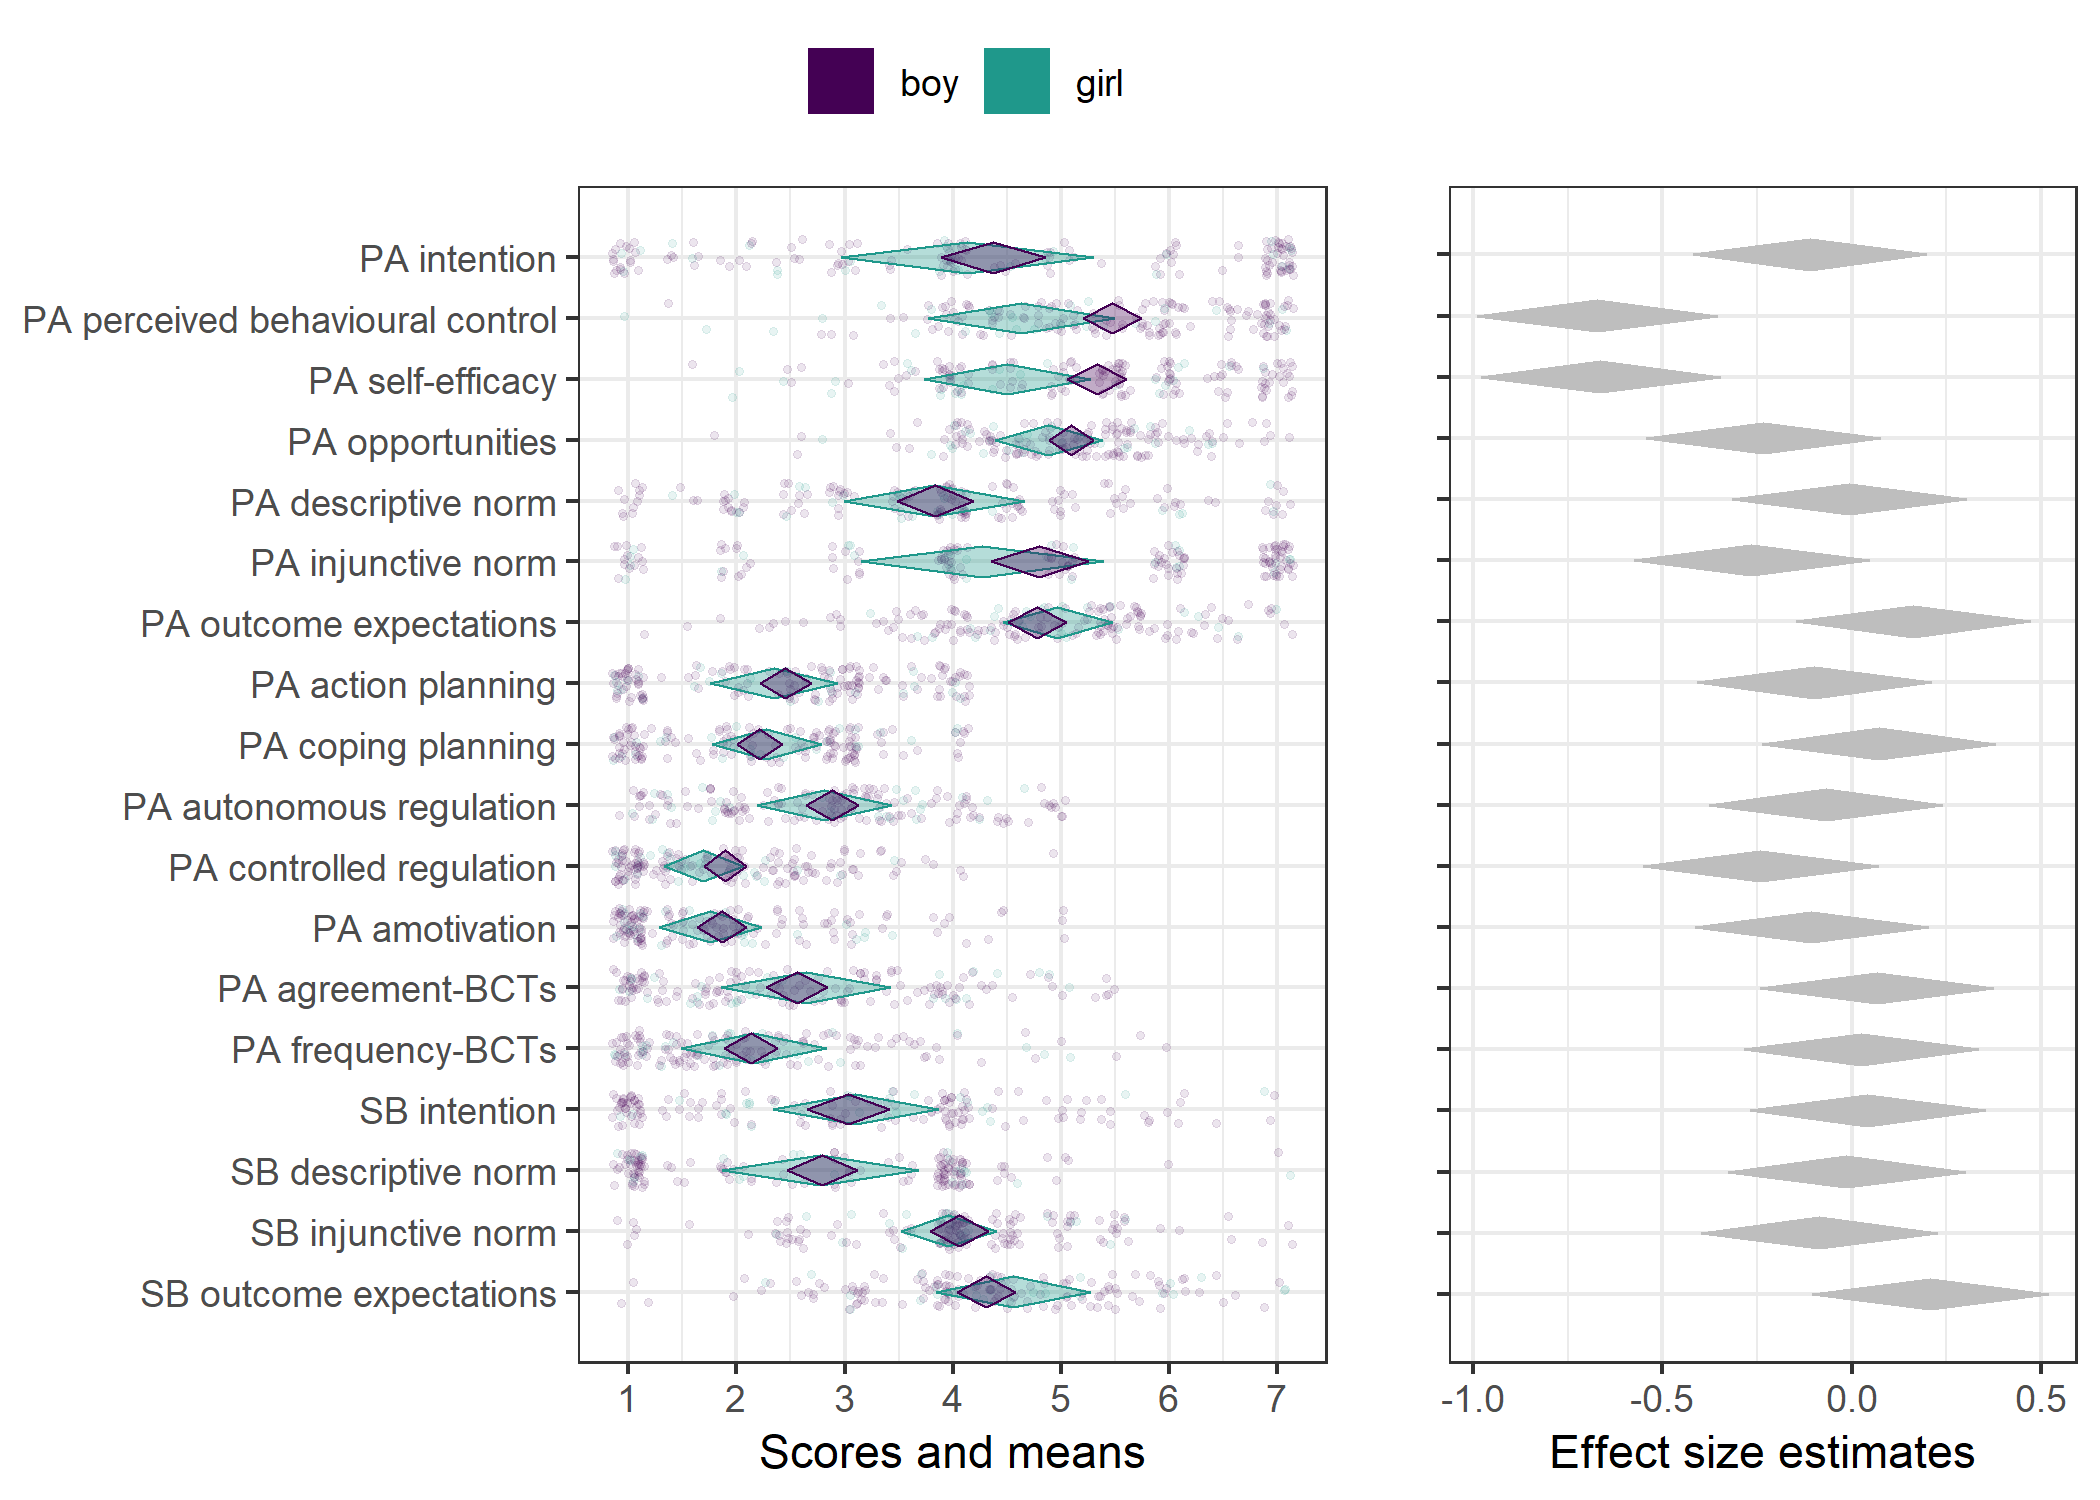 boy girl
PA intention
PA perceived behavioural control
PA self-efficacy
PA opportunities
PA descriptive norm
PA injunctive norm
PA outcome expectations
PA action planning
PA coping planning
PA autonomous regulation
PA controlled regulation
PA amotivation
PA agreement-BCTs
PA frequency-BCTs
SB intention
SB descriptive norm
SB injunctive norm
SB outcome expectations
1 2 3 4 5 6 7
Scores and means
-1.0 -0.5 0.0 0.5
Effect size estimates